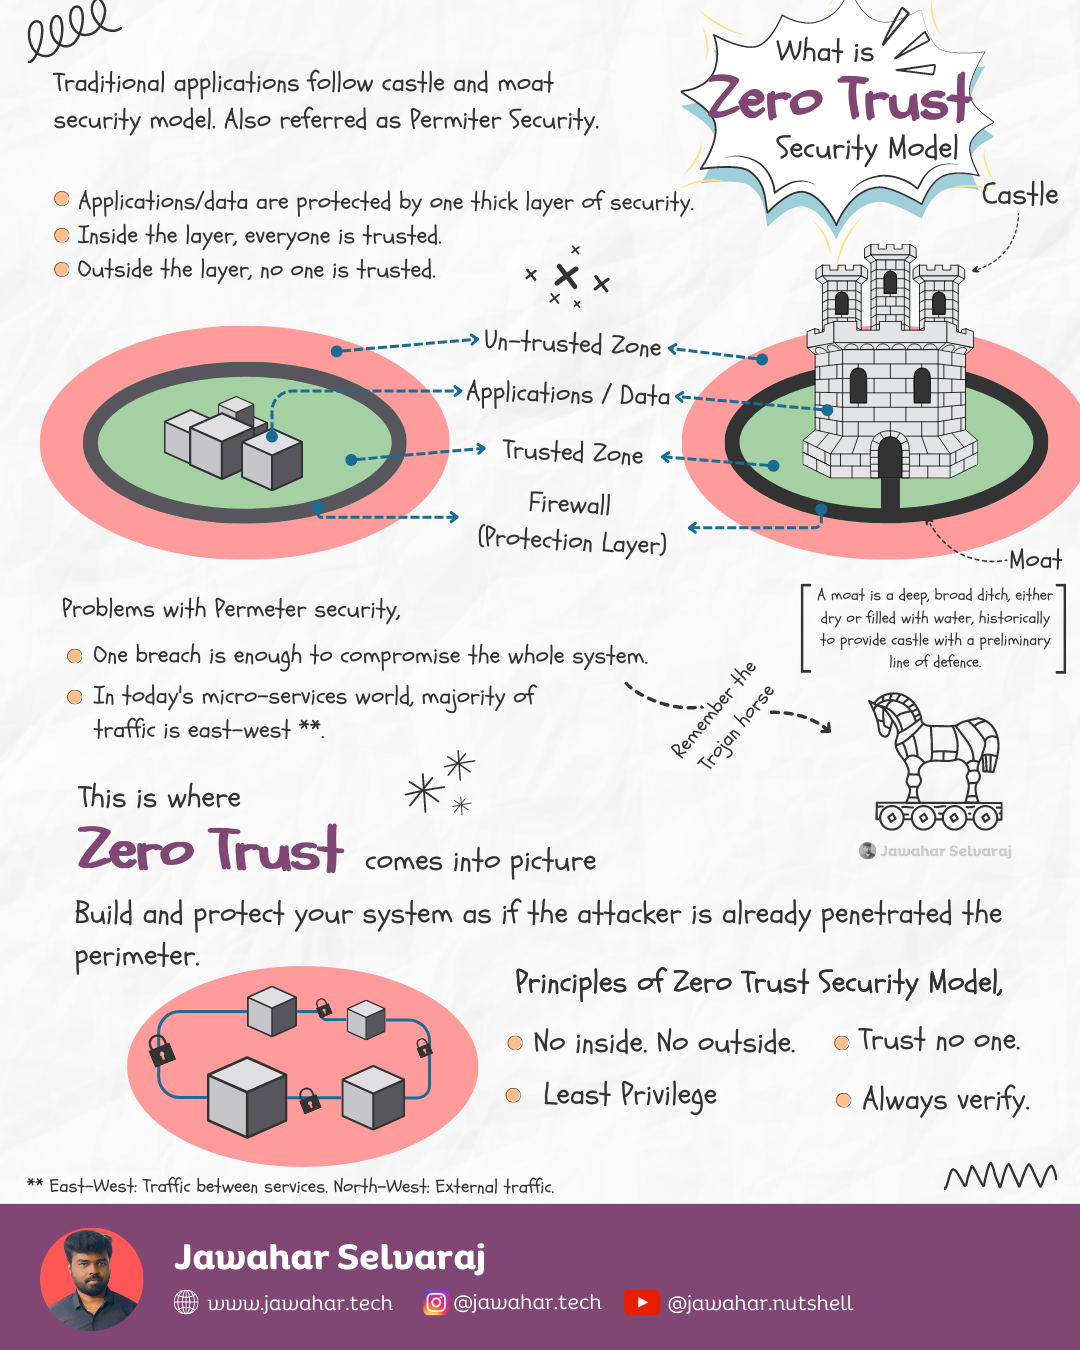 What is
Zero Trust
Security Model
Traditional applications follow castle and moat
security model. Also referred as Permiter Security.
Applications/data are protected by one thick layer of security.
Inside the layer, everyone is trusted.
Outside the layer, no one is trusted.
Castle
Un-trusted Zone
Applications / Data
Trusted Zone
Firewall
(Protection Layer)
Moat
A moat is a deep, broad ditch, either
dry or filled with water, historically
to provide castle with a preliminary
line of defence.
Problems with Permeter security,
One breach is enough to compromise the whole system.
In today's micro-services world, majority of
traffic is east-west **.
Remember the
Trojan horse
Jawahar Selvaraj
This is where
Zero Trust comes into picture
Build and protect your system as if the attacker is already penetrated the
perimeter.
Principles of Zero Trust Security Model,
No inside. No outside.
Trust no one.
Least Privilege
Always verify.
** East-West: Traffic between services. North-West: External traffic.
Jawahar Selvaraj
www.jawahar.tech
@jawahar.tech
@jawahar.nutshell